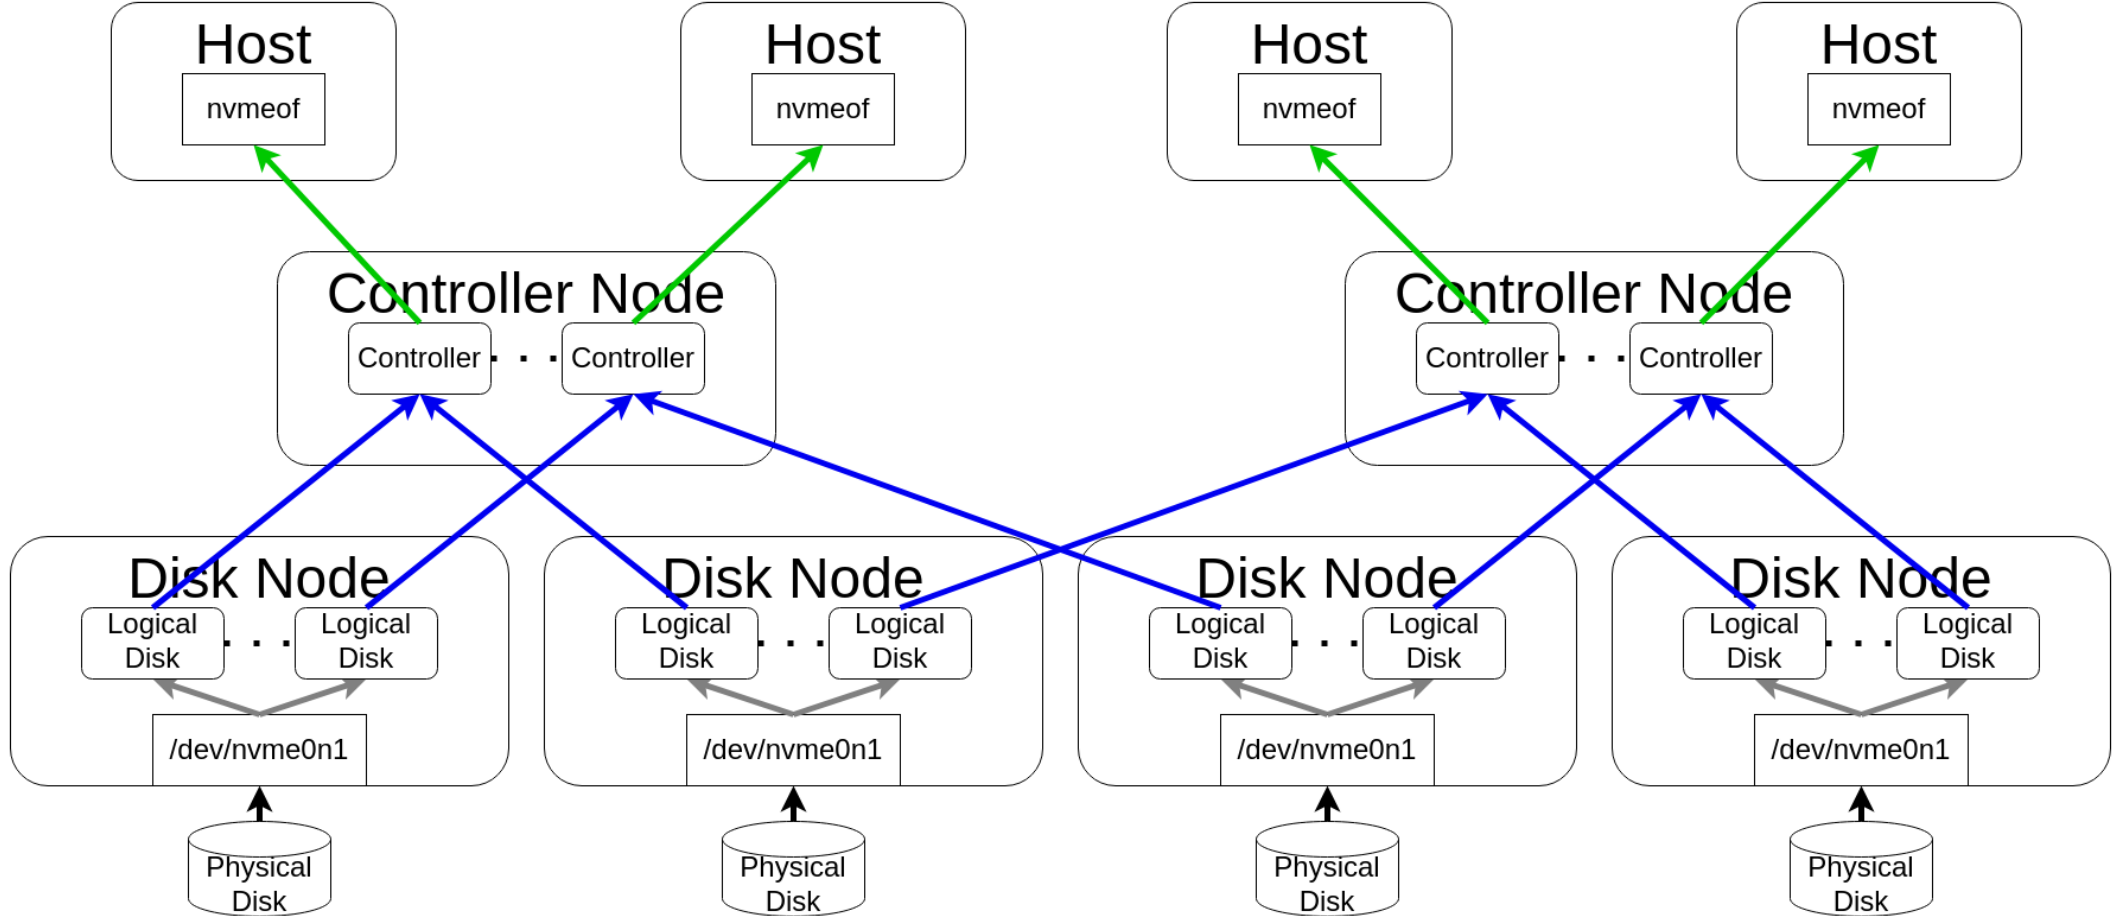 Host
Host
Host
Host
nvmeof
nvmeof
nvmeof
nvmeof
Controller Node
Controller Node
Controller
. . .
Controller
Controller
. . .
Controller
Disk Node
Disk Node
Disk Node
Disk Node
Logical
Disk
. . .
Logical
Disk
Logical
Disk
. . .
Logical
Disk
Logical
Disk
. . .
Logical
Disk
Logical
Disk
. . .
Logical
Disk
/dev/nvme0n1
/dev/nvme0n1
/dev/nvme0n1
/dev/nvme0n1
Physical
Disk
Physical
Disk
Physical
Disk
Physical
Disk